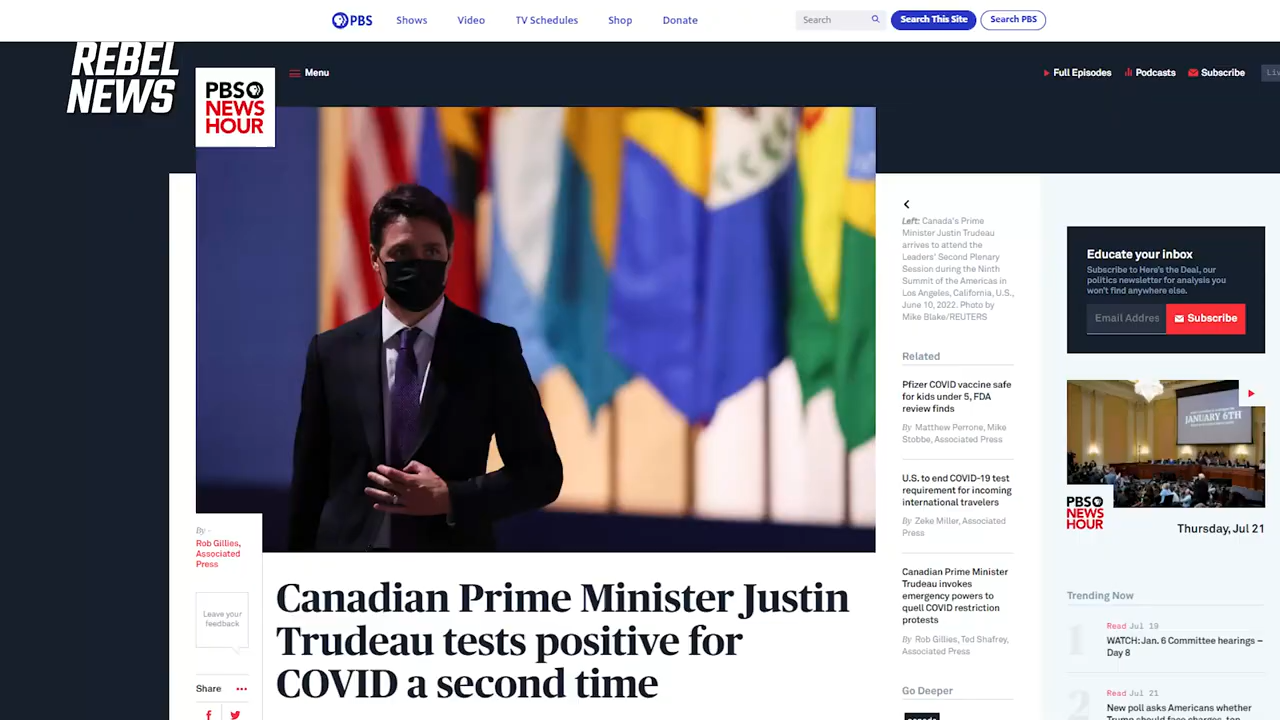 PBS
Shows
Video
TV Schedules
Shop
Donate
Search
Search This Site
Search PBS
REBEL
NEWS
PBS
NEWS
HOUR
Menu
Full Episodes
Podcasts
Subscribe
Left: Canada's Prime
Minister Justin Trudeau
arrives to attend the
Leaders' Second Plenary
Session during the Ninth
Summit of the Americas in
Los Angeles, California, U.S.,
June 10, 2022. Photo by
Mike Blake/REUTERS
Related
Pfizer COVID vaccine safe
for kids under 5, FDA
review finds
By Matthew Perrone, Mike
Stobbe, Associated Press
U.S. to end COVID-19 test
requirement for incoming
international travelers
By Zeke Miller, Associated
Press
Canadian Prime Minister
Trudeau invokes
emergency powers to
quell COVID restriction
protests
By Rob Gillies, Ted Shafrey,
Associated Press
Go Deeper
Educate your inbox
Subscribe to Here's the Deal, our
politics newsletter for analysis you
won't find anywhere else.
Email Addres
Subscribe
JANUARY 6TH
PBS
NEWS
HOUR
Thursday, Jul 21
Trending Now
1
Read Jul 19
WATCH: Jan. 6 Committee hearings –
Day 8
2
Read Jul 21
New poll asks Americans whether
By -
Rob Gillies,
Associated
Press
Leave your
feedback
Share
Canadian Prime Minister Justin
Trudeau tests positive for
COVID a second time